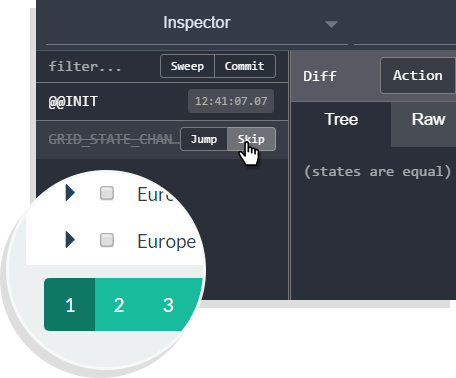 Inspector
filter... Sweep Commit
Diff Action
@@INIT 12:41:07.07
Tree Raw
GRID_STATE_CHAN… Jump Skip
(states are equal)
Europe
1 2 3